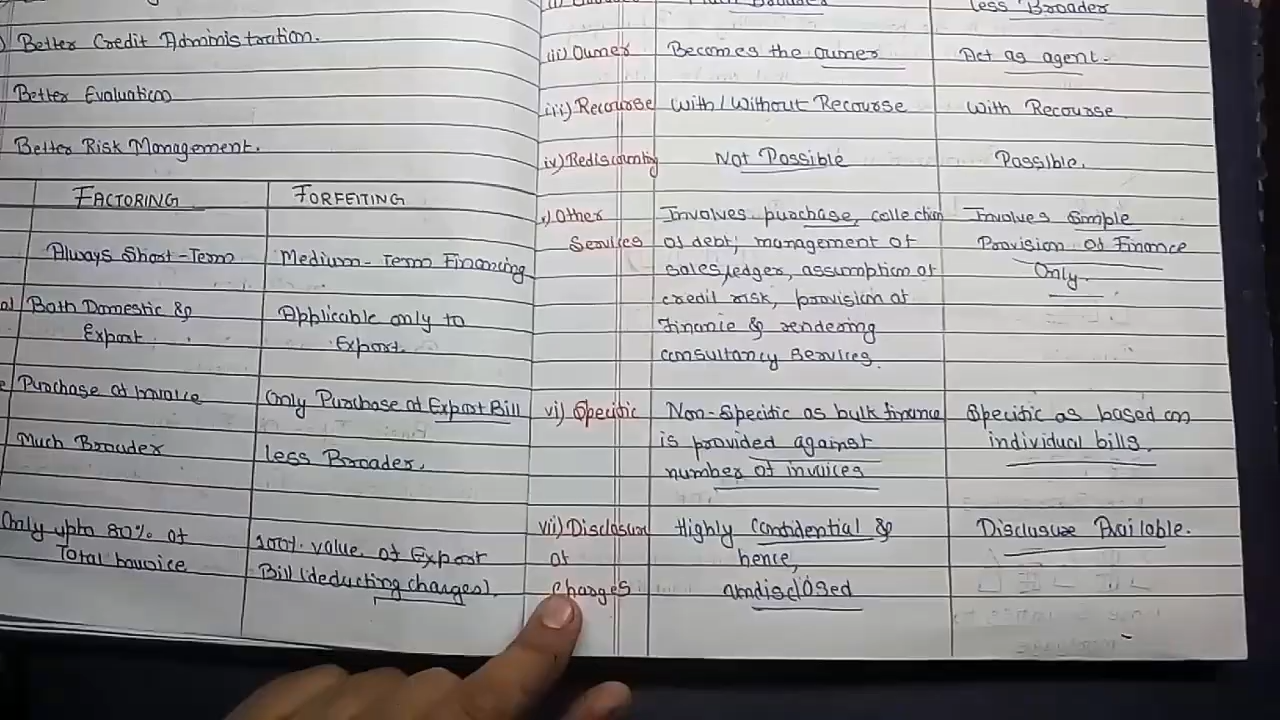 Better Credit Administration.
Better Evaluation
Better Risk Management.
FACTORING FORFEITING
Always Short-Term Medium-Term Financing
Both Domestic & Applicable only to
Export. Export.
Purchase of Invoice Only Purchase of Export Bill
Much Broader less Broader.
Only upto 80% of 100% value of Export
Total Invoice Bill (deducting charges).
less Broader
iii) Owner Becomes the owner Act as agent.
iii) Recourse With/Without Recourse With Recourse
iv) Rediscounting Not Possible Possible.
v) Other Involves purchase, collection Involves Simple
Services of debt, management of Provision of Finance
sales ledger, assumption of Only.
credit risk, provision of
finance & rendering
consultancy services.
vi) Specific Non-Specific as bulk finance Specific as based on
is provided against individual bills.
number of invoices
vii) Disclosure Highly Confidential & Disclosure Available.
of hence,
Charges undisclosed